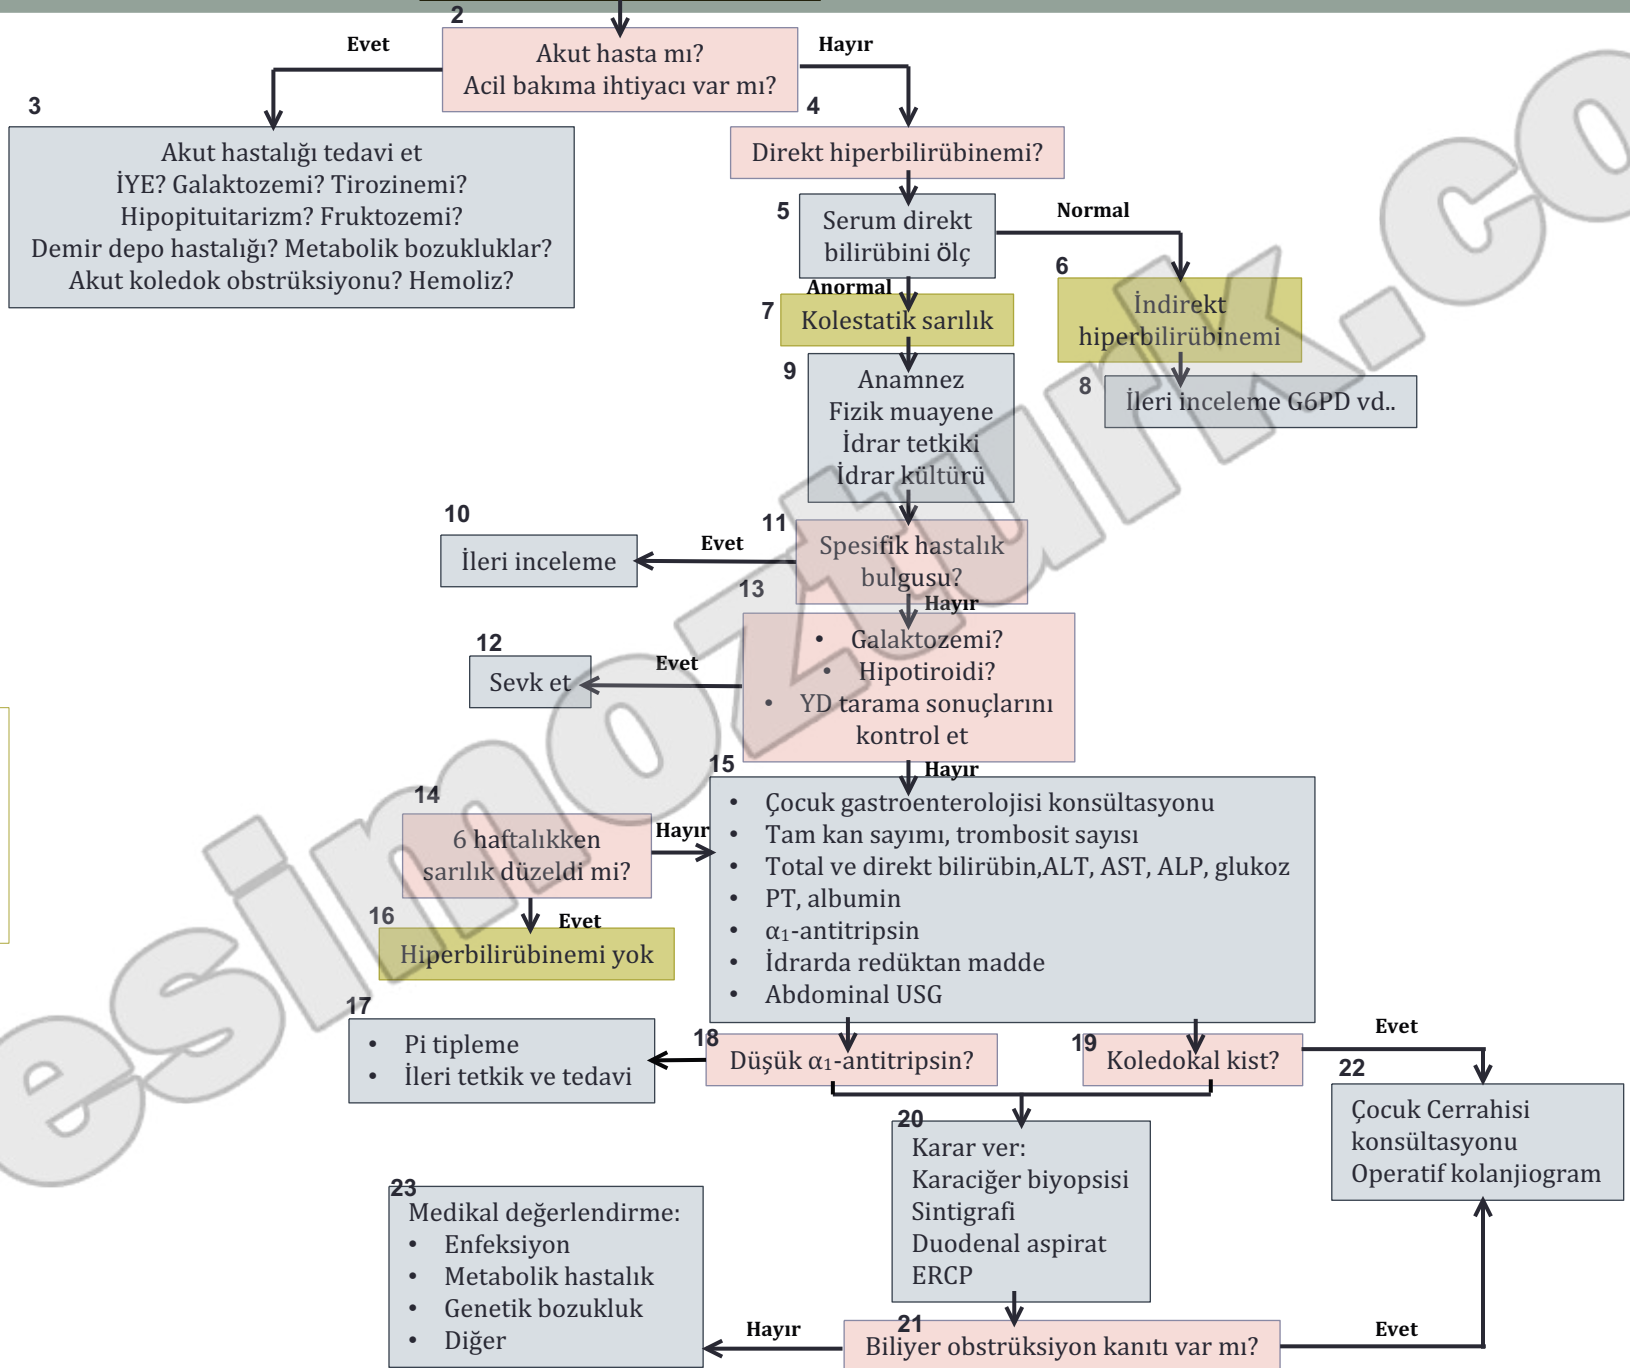 2
Akut hasta mı?
Acil bakıma ihtiyacı var mı?
Evet
Hayır
3
Akut hastalığı tedavi et
İYE? Galaktozemi? Tirozinemi?
Hipopituitarizm? Fruktozemi?
Demir depo hastalığı? Metabolik bozukluklar?
Akut koledok obstrüksiyonu? Hemoliz?
4
Direkt hiperbilirübinemi?
5
Serum direkt
bilirübini ölç
Normal
Anormal
6
İndirekt
hiperbilirübinemi
7
Kolestatik sarılık
8
İleri inceleme G6PD vd..
9
Anamnez
Fizik muayene
İdrar tetkiki
İdrar kültürü
10
İleri inceleme
Evet
11
Spesifik hastalık
bulgusu?
Hayır
12
Sevk et
Evet
13
• Galaktozemi?
• Hipotiroidi?
• YD tarama sonuçlarını
kontrol et
Hayır
14
6 haftalıkken
sarılık düzeldi mi?
Hayır
Evet
15
• Çocuk gastroenterolojisi konsültasyonu
• Tam kan sayımı, trombosit sayısı
• Total ve direkt bilirübin,ALT, AST, ALP, glukoz
• PT, albumin
• α₁-antitripsin
• İdrarda redüktan madde
• Abdominal USG
16
Hiperbilirübinemi yok
17
• Pi tipleme
• İleri tetkik ve tedavi
18
Düşük α₁-antitripsin?
19
Koledokal kist?
Evet
20
Karar ver:
Karaciğer biyopsisi
Sintigrafi
Duodenal aspirat
ERCP
22
Çocuk Cerrahisi
konsültasyonu
Operatif kolanjiogram
23
Medikal değerlendirme:
• Enfeksiyon
• Metabolik hastalık
• Genetik bozukluk
• Diğer
Hayır
21
Biliyer obstrüksiyon kanıtı var mı?
Evet
esimozturk.co